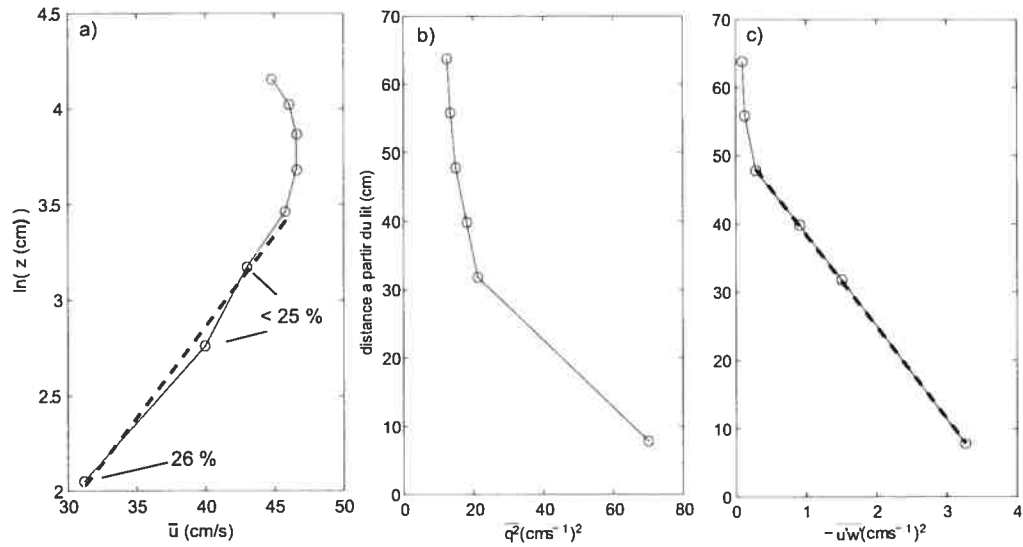 a)
4.5
4
3.5
3
2.5
2
ln( z (cm) )
< 25 %
26 %
30 35 40 45 50
u̅ (cm/s)
b)
70
60
50
40
30
20
10
0
distance a partir du lit (cm)
0 20 40 60 80
q²(cms⁻¹)²
c)
70
60
50
40
30
20
10
0
0 1 2 3 4
−u'w'(cms⁻¹)²